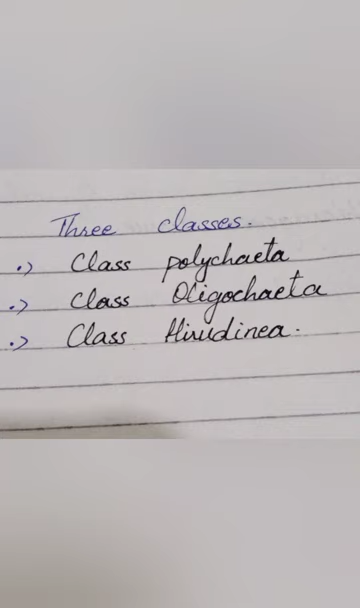 Three classes.
.) Class polychaeta
.) Class Oligochaeta
.) Class Hirudinea.